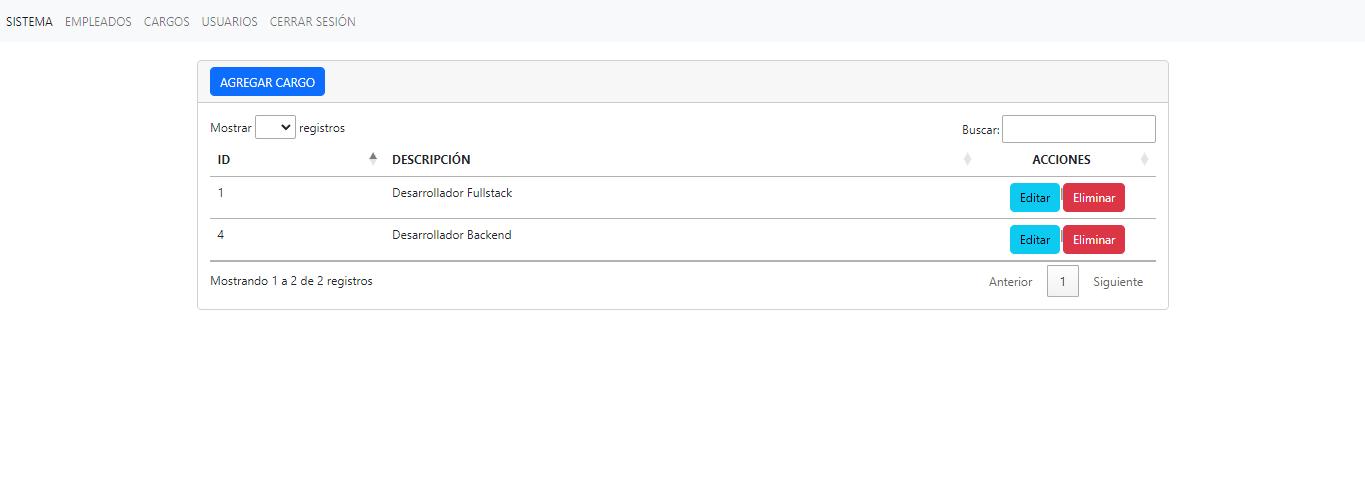 SISTEMA EMPLEADOS CARGOS USUARIOS CERRAR SESIÓN
AGREGAR CARGO
Mostrar registros Buscar:
ID DESCRIPCIÓN ACCIONES
1 Desarrollador Fullstack Editar | Eliminar
4 Desarrollador Backend Editar | Eliminar
Mostrando 1 a 2 de 2 registros Anterior 1 Siguiente